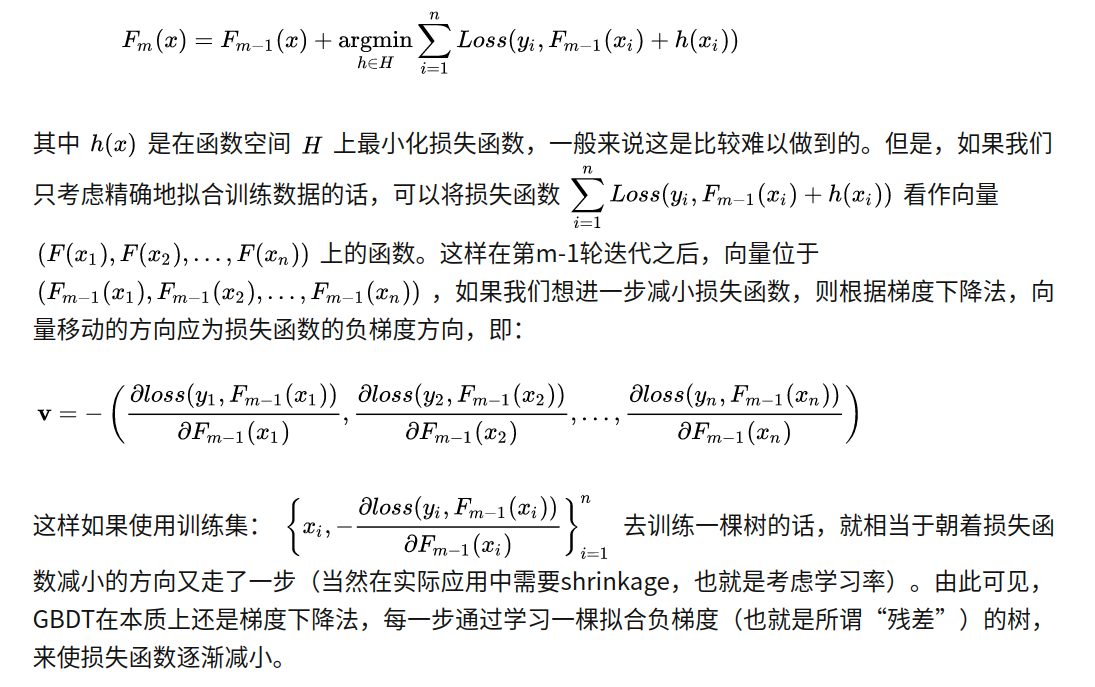 $F_m(x) = F_{m-1}(x) + \underset{h \in H}{\operatorname{argmin}} \sum_{i=1}^{n} Loss(y_i, F_{m-1}(x_i) + h(x_i))$
其中 $h(x)$ 是在函数空间 $H$ 上最小化损失函数，一般来说这是比较难以做到的。但是，如果我们
只考虑精确地拟合训练数据的话，可以将损失函数 $\sum_{i=1}^{n} Loss(y_i, F_{m-1}(x_i) + h(x_i))$ 看作向量
$(F(x_1), F(x_2), \ldots, F(x_n))$ 上的函数。这样在第m-1轮迭代之后，向量位于
$(F_{m-1}(x_1), F_{m-1}(x_2), \ldots, F_{m-1}(x_n))$ ，如果我们想进一步减小损失函数，则根据梯度下降法，向
量移动的方向应为损失函数的负梯度方向，即：
$\mathbf{v} = -\left( \frac{\partial loss(y_1, F_{m-1}(x_1))}{\partial F_{m-1}(x_1)}, \frac{\partial loss(y_2, F_{m-1}(x_2))}{\partial F_{m-1}(x_2)}, \ldots, \frac{\partial loss(y_n, F_{m-1}(x_n))}{\partial F_{m-1}(x_n)} \right)$
这样如果使用训练集： $\left\{ x_i, -\frac{\partial loss(y_i, F_{m-1}(x_i))}{\partial F_{m-1}(x_i)} \right\}_{i=1}^{n}$ 去训练一棵树的话，就相当于朝着损失函
数减小的方向又走了一步（当然在实际应用中需要shrinkage，也就是考虑学习率）。由此可见，
GBDT在本质上还是梯度下降法，每一步通过学习一棵拟合负梯度（也就是所谓“残差”）的树，
来使损失函数逐渐减小。